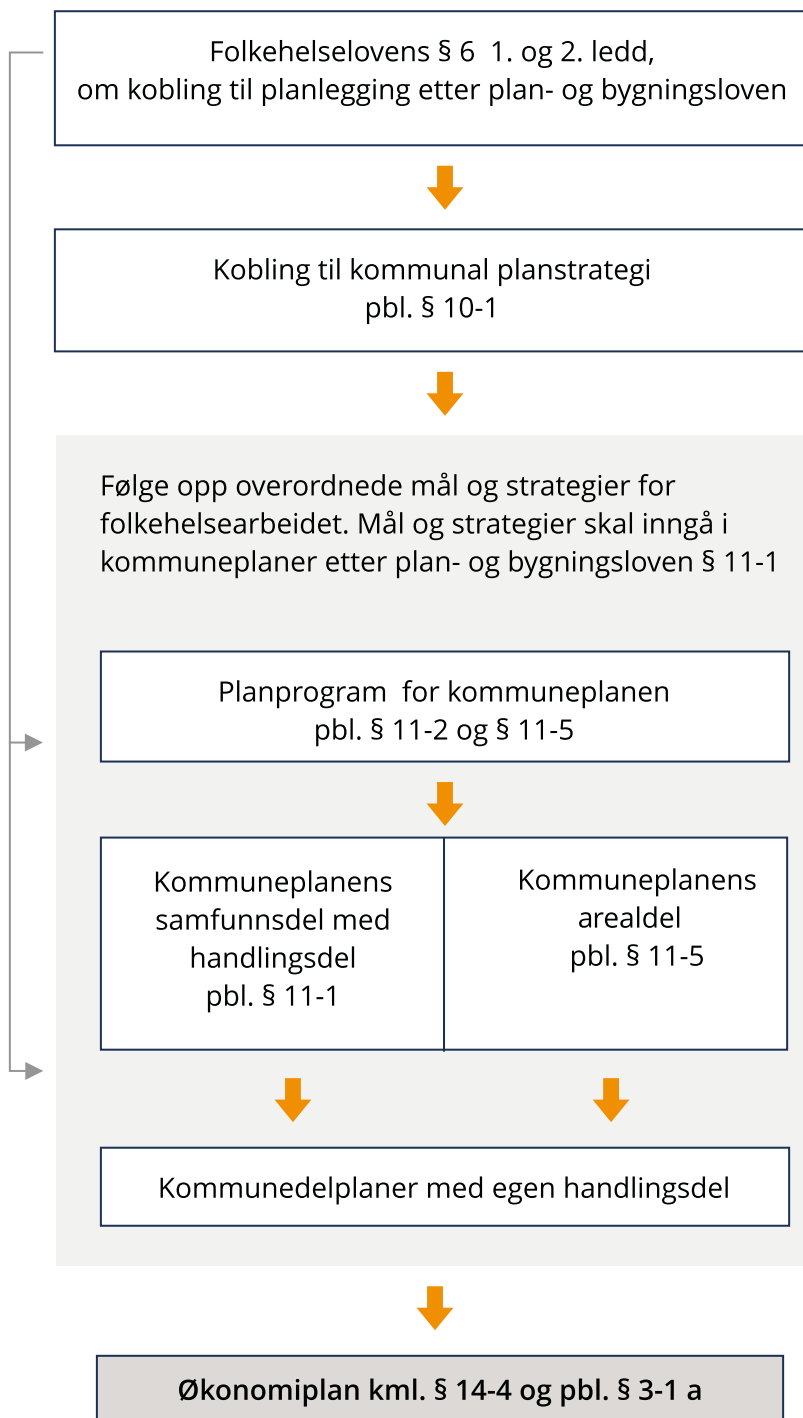 Folkehelselovens § 6  1. og 2. ledd,
om kobling til planlegging etter plan- og bygningsloven
Kobling til kommunal planstrategi
pbl. § 10-1
Følge opp overordnede mål og strategier for
folkehelsearbeidet. Mål og strategier skal inngå i
kommuneplaner etter plan- og bygningsloven § 11-1
Planprogram  for kommuneplanen
pbl. § 11-2 og § 11-5
Kommuneplanens
samfunnsdel med
handlingsdel
pbl. § 11-1
Kommuneplanens
arealdel
pbl. § 11-5
Kommunedelplaner med egen handlingsdel
Økonomiplan kml. § 14-4 og pbl. § 3-1 a